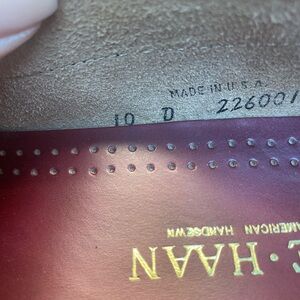 MADE IN U.S.A.
10 D 226001
AMERICAN HANDSEWN
E·HAAN